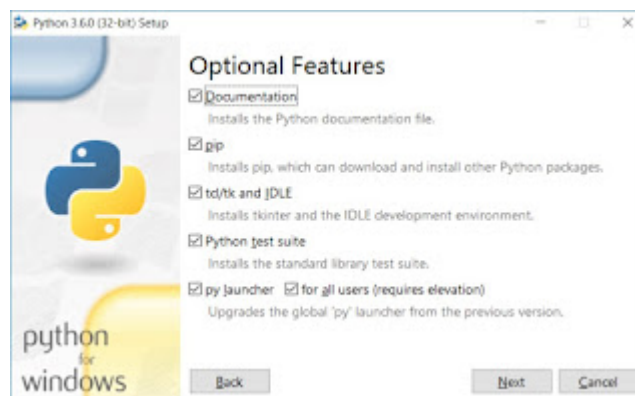 Python 3.6.0 (32-bit) Setup
Optional Features
Documentation
Installs the Python documentation file.
pip
Installs pip, which can download and install other Python packages.
tcl/tk and IDLE
Installs tkinter and the IDLE development environment.
Python test suite
Installs the standard library test suite.
py launcher for all users (requires elevation)
Upgrades the global 'py' launcher from the previous version.
python
for
windows
Back Next Cancel